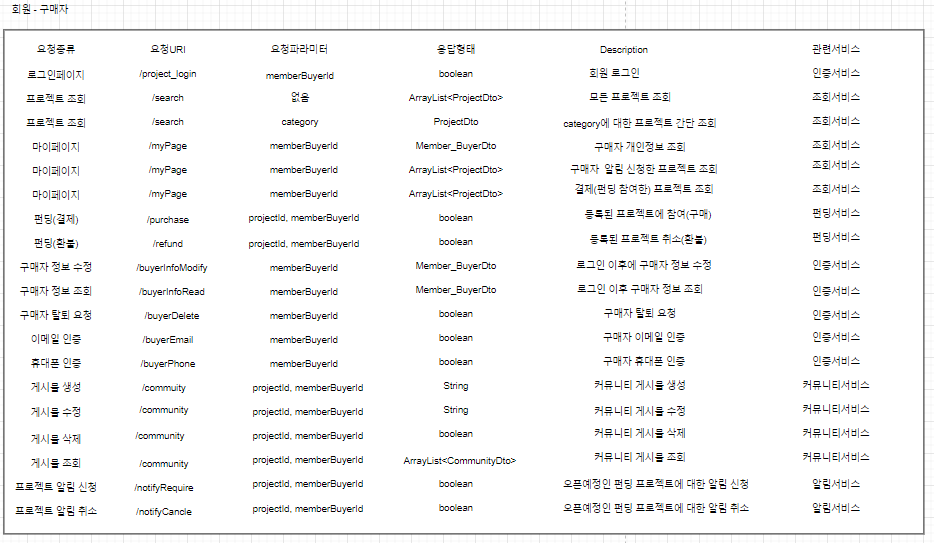 회원 - 구매자
요청종류 요청URI 요청파라미터 응답형태 Description 관련서비스
로그인페이지 /project_login memberBuyerId boolean 회원 로그인 인증서비스
프로젝트 조회 /search 없음 ArrayList<ProjectDto> 모든 프로젝트 조회 조회서비스
프로젝트 조회 /search category ProjectDto category에 대한 프로젝트 간단 조회 조회서비스
마이페이지 /myPage memberBuyerId Member_BuyerDto 구매자 개인정보 조회 조회서비스
마이페이지 /myPage memberBuyerId ArrayList<ProjectDto> 구매자 알림 신청한 프로젝트 조회 조회서비스
마이페이지 /myPage memberBuyerId ArrayList<ProjectDto> 결제(펀딩 참여한) 프로젝트 조회 조회서비스
펀딩(결제) /purchase projectId, memberBuyerId boolean 등록된 프로젝트에 참여(구매) 펀딩서비스
펀딩(환불) /refund projectId, memberBuyerId boolean 등록된 프로젝트 취소(환불) 펀딩서비스
구매자 정보 수정 /buyerInfoModify memberBuyerId Member_BuyerDto 로그인 이후에 구매자 정보 수정 인증서비스
구매자 정보 조회 /buyerInfoRead memberBuyerId Member_BuyerDto 로그인 이후 구매자 정보 조회 인증서비스
구매자 탈퇴 요청 /buyerDelete memberBuyerId boolean 구매자 탈퇴 요청 인증서비스
이메일 인증 /buyerEmail memberBuyerId boolean 구매자 이메일 인증 인증서비스
휴대폰 인증 /buyerPhone memberBuyerId boolean 구매자 휴대폰 인증 인증서비스
게시물 생성 /commuity projectId, memberBuyerId String 커뮤니티 게시물 생성 커뮤니티서비스
게시물 수정 /community projectId, memberBuyerId String 커뮤니티 게시물 수정 커뮤니티서비스
게시물 삭제 /community projectId, memberBuyerId boolean 커뮤니티 게시물 삭제 커뮤니티서비스
게시물 조회 /community projectId, memberBuyerId ArrayList<CommunityDto> 커뮤니티 게시물 조회 커뮤니티서비스
프로젝트 알림 신청 /notifyRequire projectId, memberBuyerId boolean 오픈예정인 펀딩 프로젝트에 대한 알림 신청 알림서비스
프로젝트 알림 취소 /notifyCancle projectId, memberBuyerId boolean 오픈예정인 펀딩 프로젝트에 대한 알림 취소 알림서비스